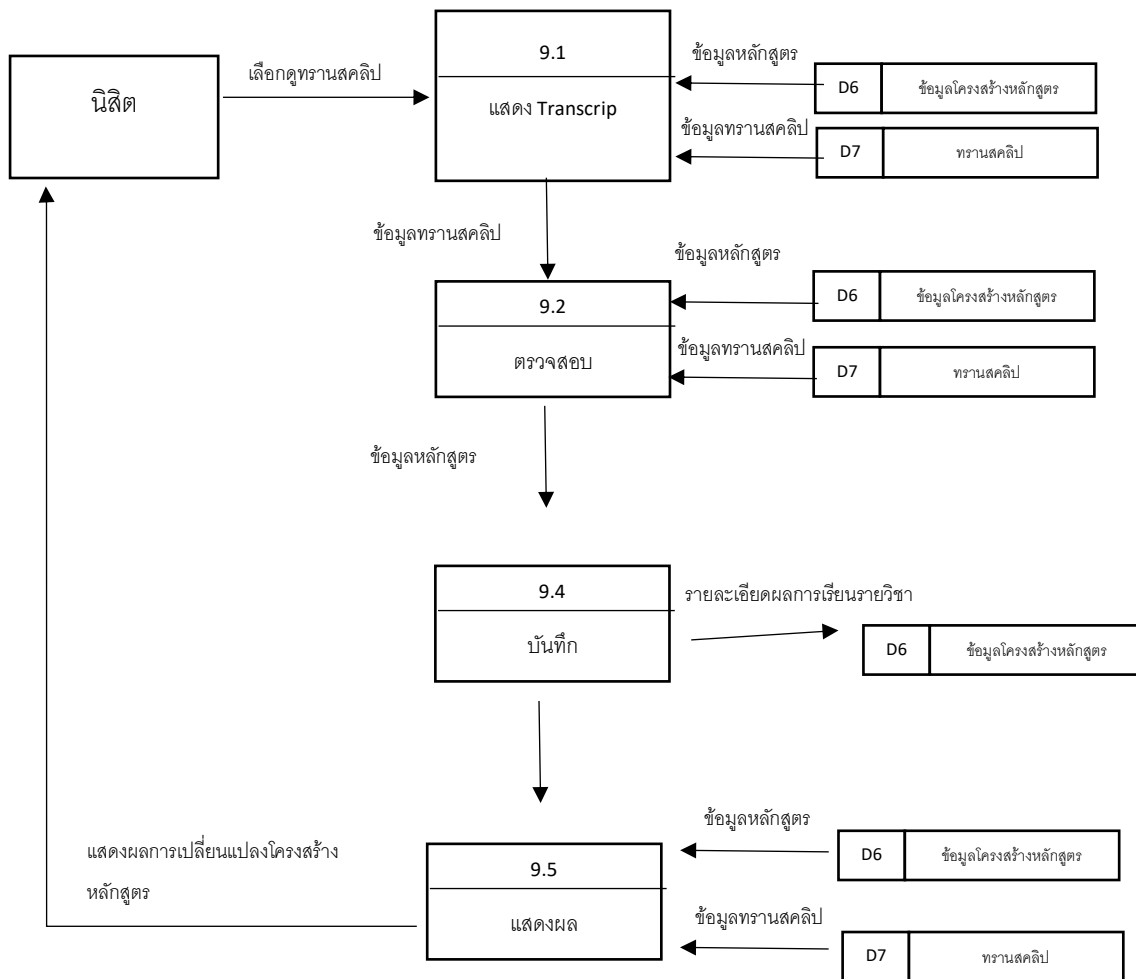 นิสิต
เลือกดูทรานสคลิป
9.1
แสดง Transcrip
ข้อมูลหลักสูตร
D6
ข้อมูลโครงสร้างหลักสูตร
ข้อมูลทรานสคลิป
D7
ทรานสคลิป
ข้อมูลทรานสคลิป
9.2
ตรวจสอบ
ข้อมูลหลักสูตร
D6
ข้อมูลโครงสร้างหลักสูตร
ข้อมูลทรานสคลิป
D7
ทรานสคลิป
ข้อมูลหลักสูตร
9.4
บันทึก
รายละเอียดผลการเรียนรายวิชา
D6
ข้อมูลโครงสร้างหลักสูตร
9.5
แสดงผล
ข้อมูลหลักสูตร
D6
ข้อมูลโครงสร้างหลักสูตร
ข้อมูลทรานสคลิป
D7
ทรานสคลิป
แสดงผลการเปลี่ยนแปลงโครงสร้าง
หลักสูตร